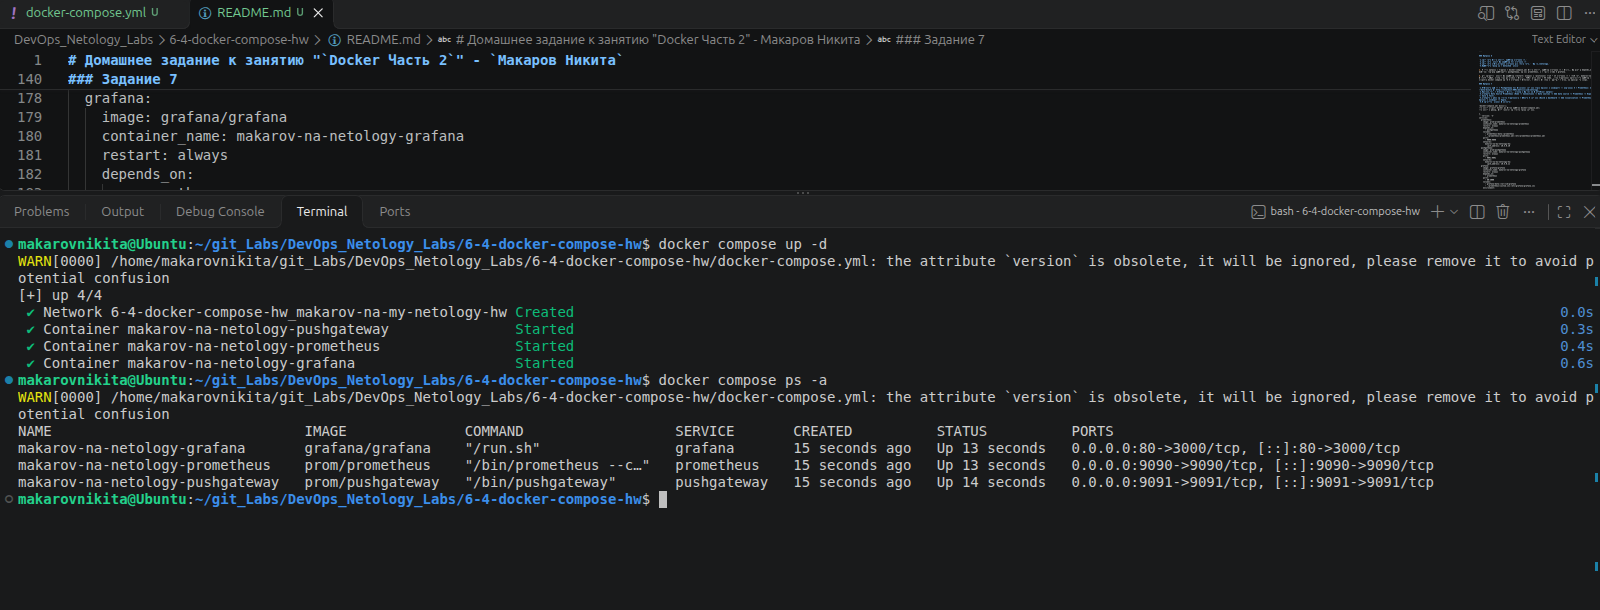 docker-compose.yml U README.md U
DevOps_Netology_Labs > 6-4-docker-compose-hw > README.md > abc # Домашнее задание к занятию "Docker Часть 2" - Макаров Никита > abc ### Задание 7 Text Editor
1 # Домашнее задание к занятию "`Docker Часть 2`" - `Макаров Никита`
140 ### Задание 7
178 grafana:
179 image: grafana/grafana
180 container_name: makarov-na-netology-grafana
181 restart: always
182 depends_on:
Problems Output Debug Console Terminal Ports bash - 6-4-docker-compose-hw
makarovnikita@Ubuntu:~/git_Labs/DevOps_Netology_Labs/6-4-docker-compose-hw$ docker compose up -d
WARN[0000] /home/makarovnikita/git_Labs/DevOps_Netology_Labs/6-4-docker-compose-hw/docker-compose.yml: the attribute `version` is obsolete, it will be ignored, please remove it to avoid p
otential confusion
[+] up 4/4
✔ Network 6-4-docker-compose-hw_makarov-na-my-netology-hw Created 0.0s
✔ Container makarov-na-netology-pushgateway Started 0.3s
✔ Container makarov-na-netology-prometheus Started 0.4s
✔ Container makarov-na-netology-grafana Started 0.6s
makarovnikita@Ubuntu:~/git_Labs/DevOps_Netology_Labs/6-4-docker-compose-hw$ docker compose ps -a
WARN[0000] /home/makarovnikita/git_Labs/DevOps_Netology_Labs/6-4-docker-compose-hw/docker-compose.yml: the attribute `version` is obsolete, it will be ignored, please remove it to avoid p
otential confusion
NAME IMAGE COMMAND SERVICE CREATED STATUS PORTS
makarov-na-netology-grafana grafana/grafana "/run.sh" grafana 15 seconds ago Up 13 seconds 0.0.0.0:80->3000/tcp, [::]:80->3000/tcp
makarov-na-netology-prometheus prom/prometheus "/bin/prometheus --c…" prometheus 15 seconds ago Up 13 seconds 0.0.0.0:9090->9090/tcp, [::]:9090->9090/tcp
makarov-na-netology-pushgateway prom/pushgateway "/bin/pushgateway" pushgateway 15 seconds ago Up 14 seconds 0.0.0.0:9091->9091/tcp, [::]:9091->9091/tcp
makarovnikita@Ubuntu:~/git_Labs/DevOps_Netology_Labs/6-4-docker-compose-hw$